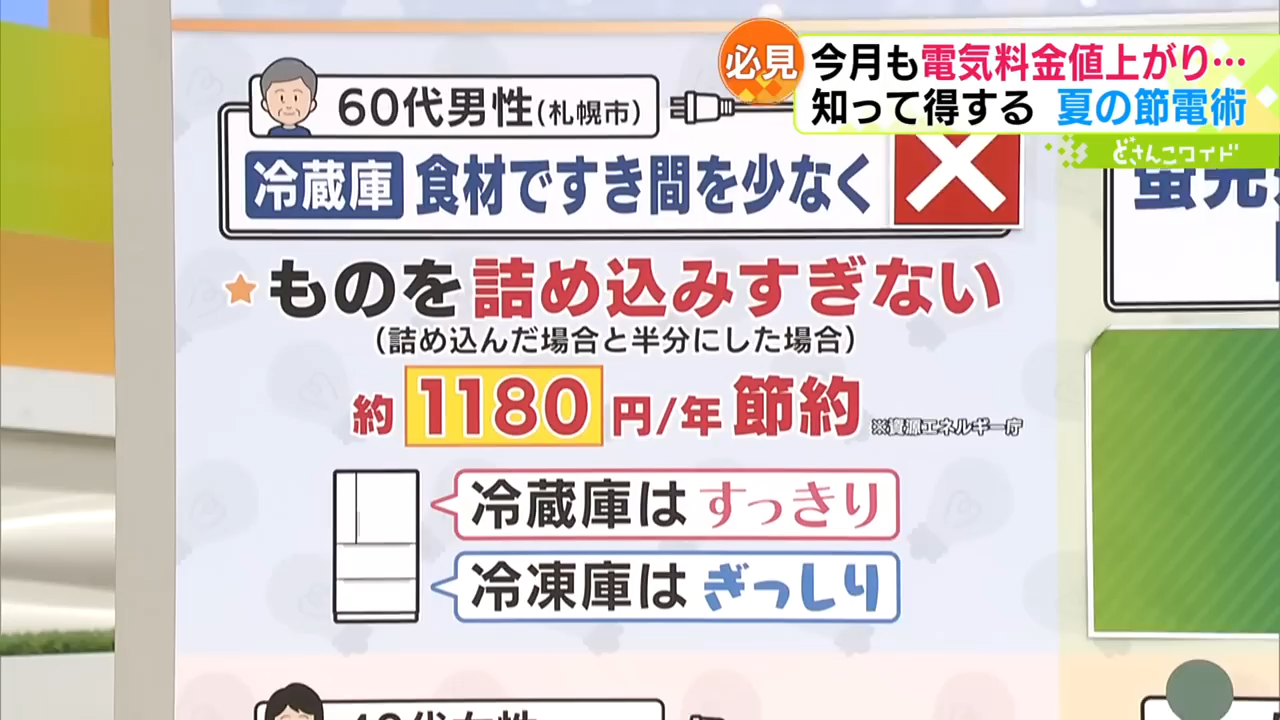 必見
今月も電気料金値上がり…
知って得する 夏の節電術
どさんこワイド
60代男性(札幌市)
冷蔵庫 食材ですき間を少なく
ものを詰め込みすぎない
(詰め込んだ場合と半分にした場合)
約1180円/年節約 ※資源エネルギー庁
冷蔵庫はすっきり
冷凍庫はぎっしり